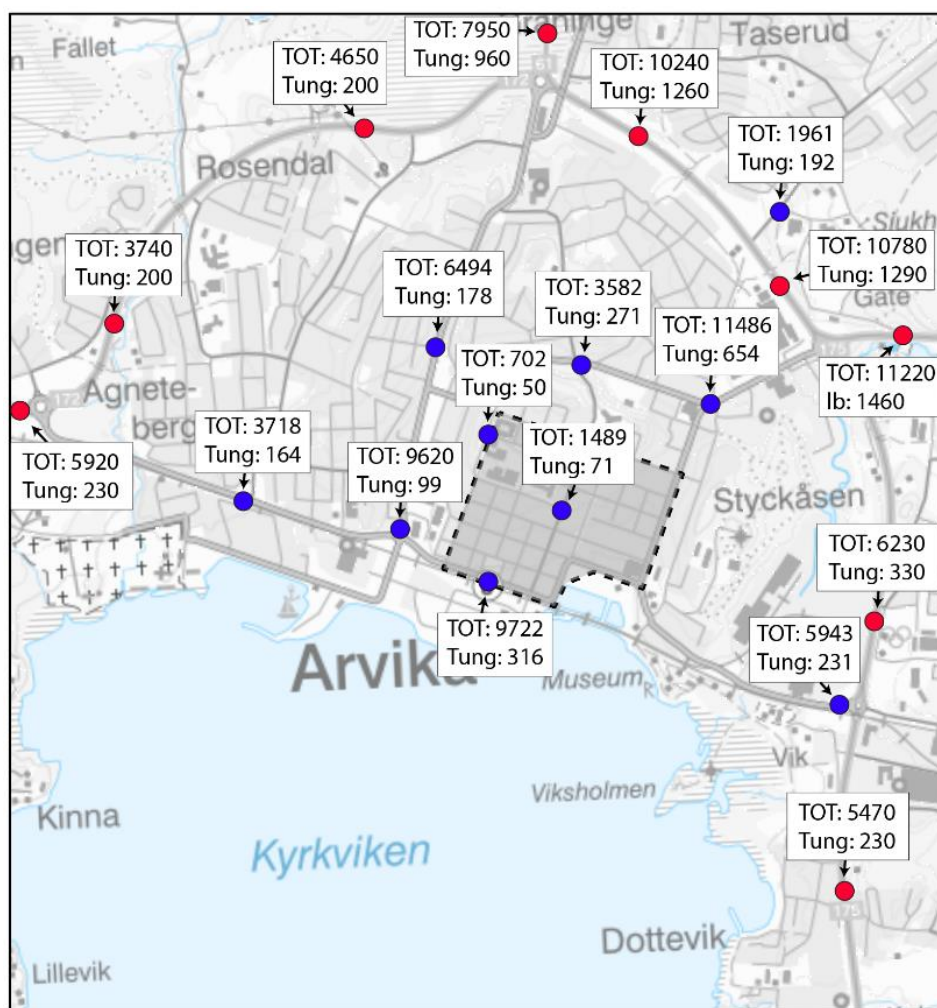 TOT: 7950
Tung: 960
Taserud
Fallet
TOT: 4650
Tung: 200
TOT: 10240
Tung: 1260
172
61
TOT: 1961
Tung: 192
Rosendal
TOT: 3740
Tung: 200
TOT: 6494
Tung: 178
TOT: 3582
Tung: 271
TOT: 10780
Tung: 1290
Gate
TOT: 11486
Tung: 654
TOT: 702
Tung: 50
TOT: 11220
lb: 1460
172
Agnete-
berg
TOT: 3718
Tung: 164
TOT: 9620
Tung: 99
TOT: 1489
Tung: 71
TOT: 5920
Tung: 230
Styckåsen
TOT: 6230
Tung: 330
TOT: 9722
Tung: 316
Arvika
Museum
TOT: 5943
Tung: 231
Vik
Viksholmen
Kinna
TOT: 5470
Tung: 230
Kyrkviken
175
Dottevik
Lillevik